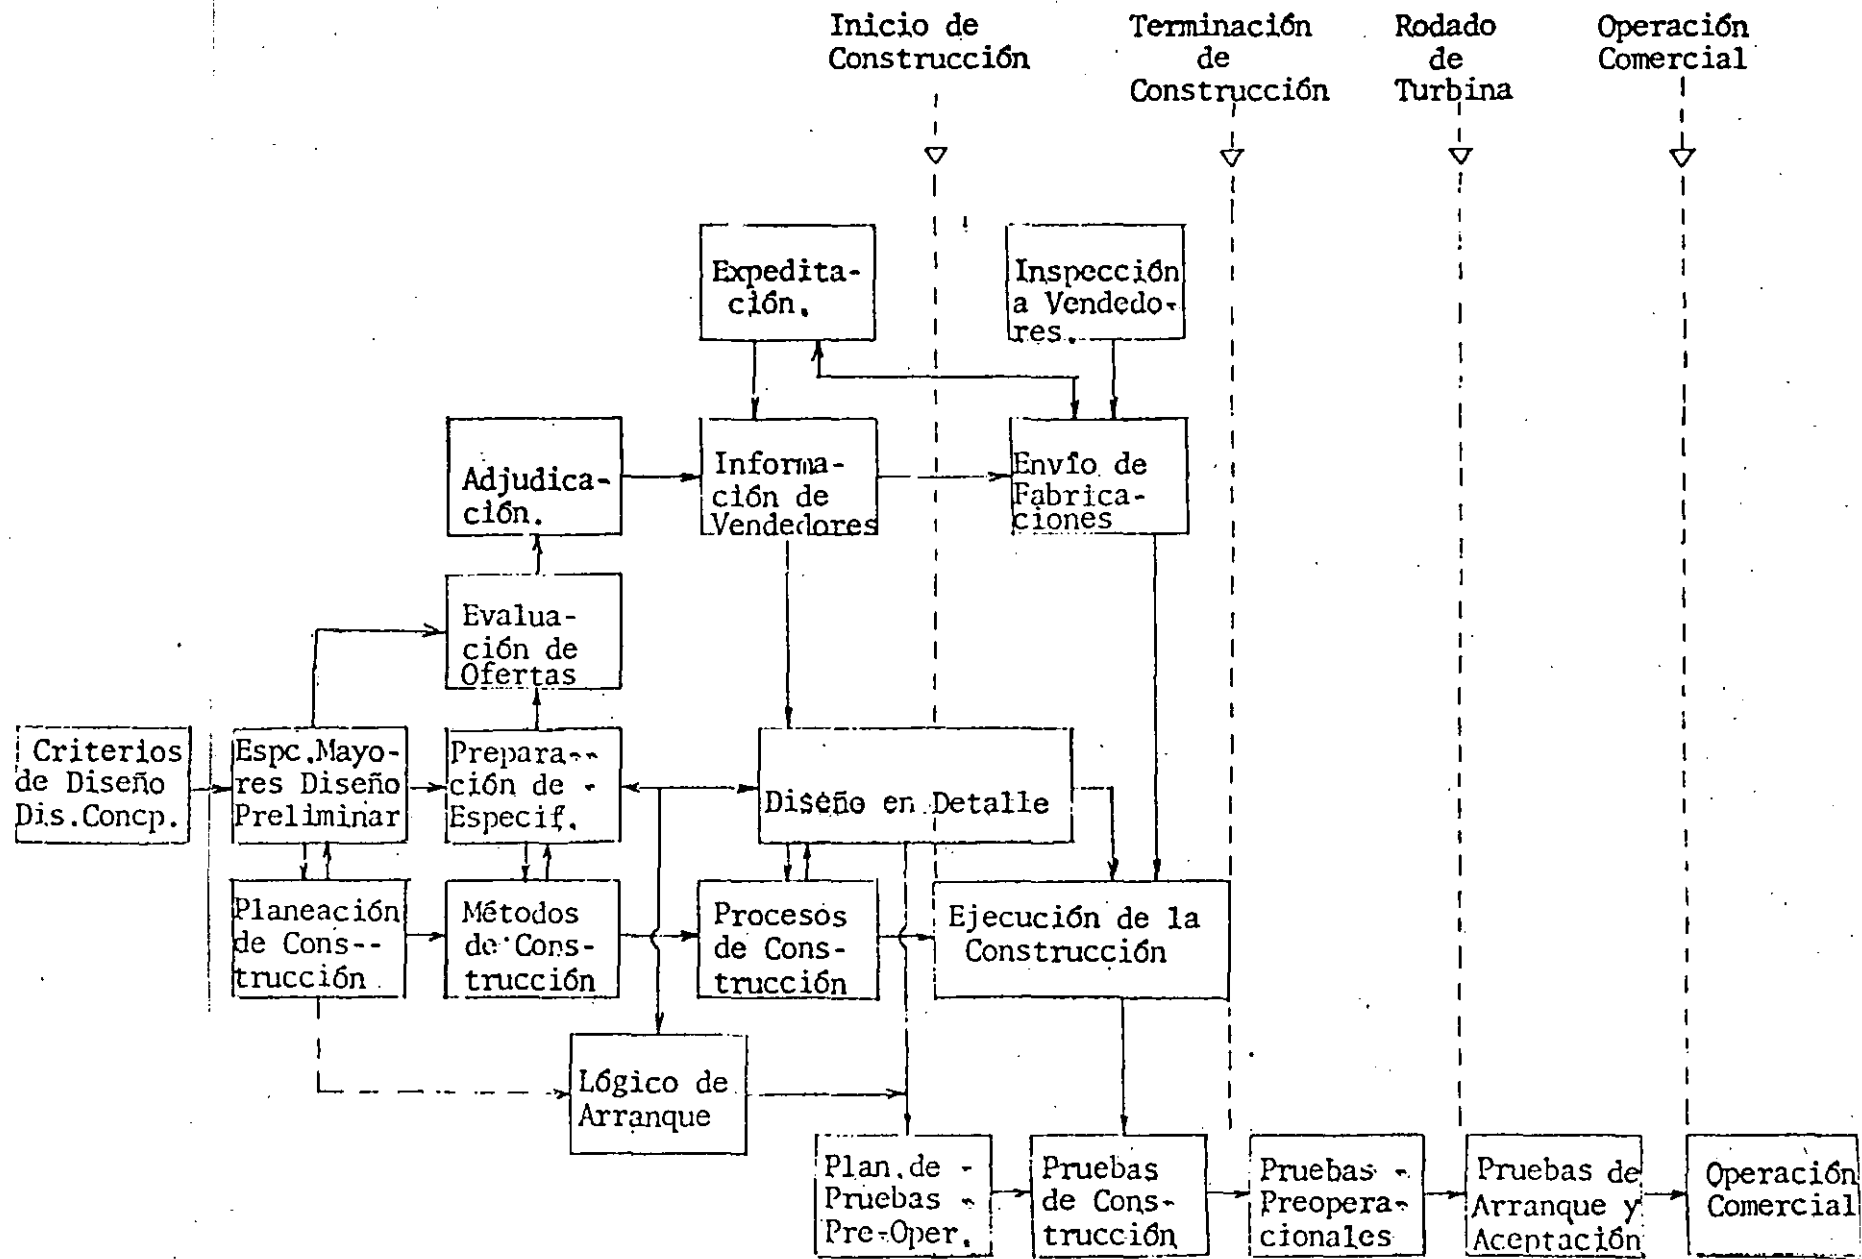 Inicio de
Construcción
Terminación
de
Construcción
Rodado
de
Turbina
Operación
Comercial
Expedita-
ción.
Inspección
a Vendedo-
res.
Adjudica-
ción.
Informa-
ción de
Vendedores
Envío de
Fabrica-
ciones
Evalua-
ción de
Ofertas
Criterios
de Diseño
Dis.Concp.
Espc.Mayo-
res Diseño
Preliminar
Prepara--
ción de -
Especif.
Diseño en Detalle
Planeación
de Cons--
trucción
Métodos
de Cons-
trucción
Procesos
de Cons-
trucción
Ejecución de la
Construcción
Lógico de
Arranque
Plan.de -
Pruebas -
Pre-Oper.
Pruebas
de Cons-
trucción
Pruebas -
Preopera-
cionales
Pruebas de
Arranque y
Aceptación
Operación
Comercial